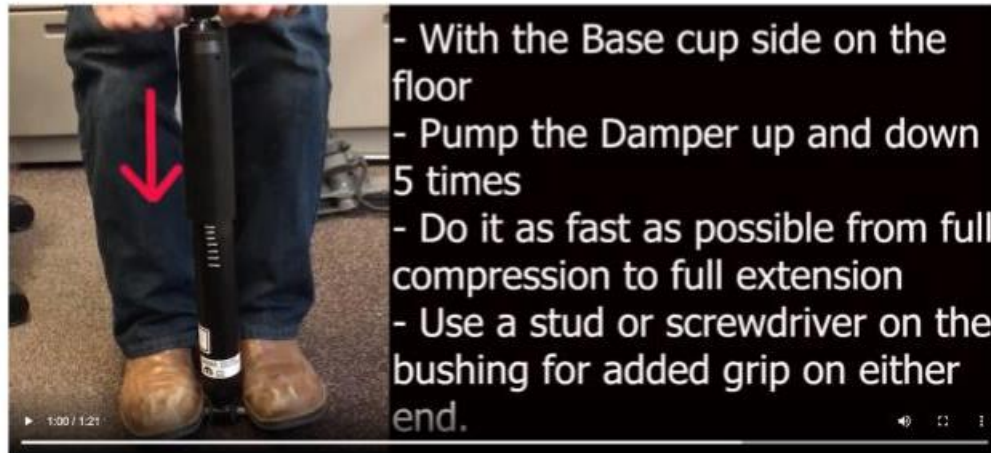 - With the Base cup side on the
floor
- Pump the Damper up and down
5 times
- Do it as fast as possible from full
compression to full extension
- Use a stud or screwdriver on the
bushing for added grip on either
end.
1:00 / 1:21